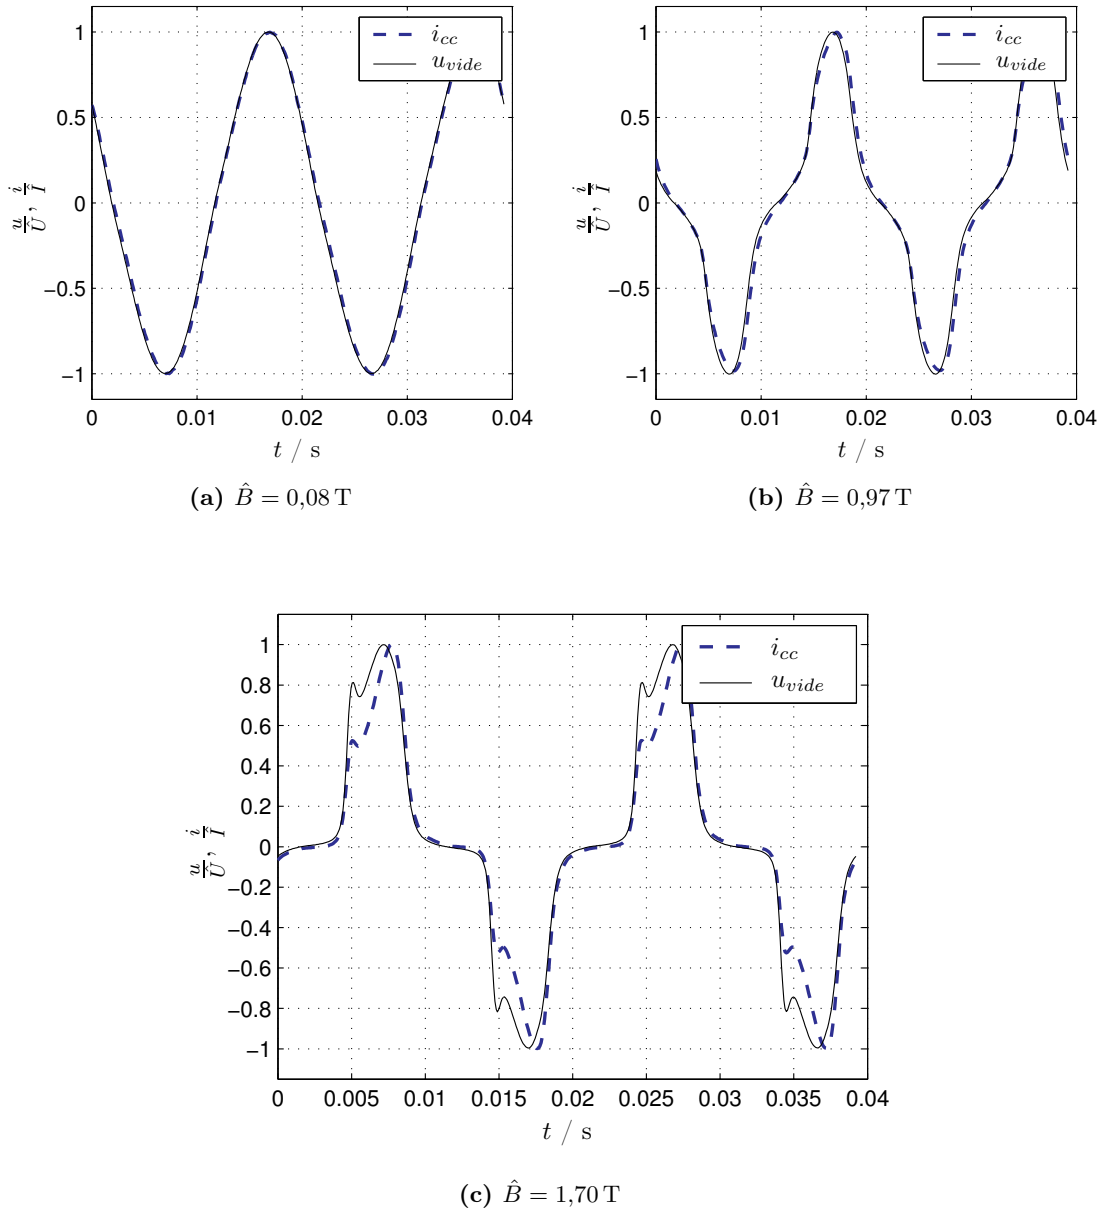 1
0.5
0
−0.5
−1
u/Û, i/Î
0 0.01 0.02 0.03 0.04
t / s
i_cc
u_vide
(a) B̂ = 0,08 T
1
0.5
0
−0.5
−1
u/Û, i/Î
0 0.01 0.02 0.03 0.04
t / s
i_cc
u_vide
(b) B̂ = 0,97 T
1
0.8
0.6
0.4
0.2
0
−0.2
−0.4
−0.6
−0.8
−1
u/Û, i/Î
0 0.005 0.01 0.015 0.02 0.025 0.03 0.035 0.04
t / s
i_cc
u_vide
(c) B̂ = 1,70 T